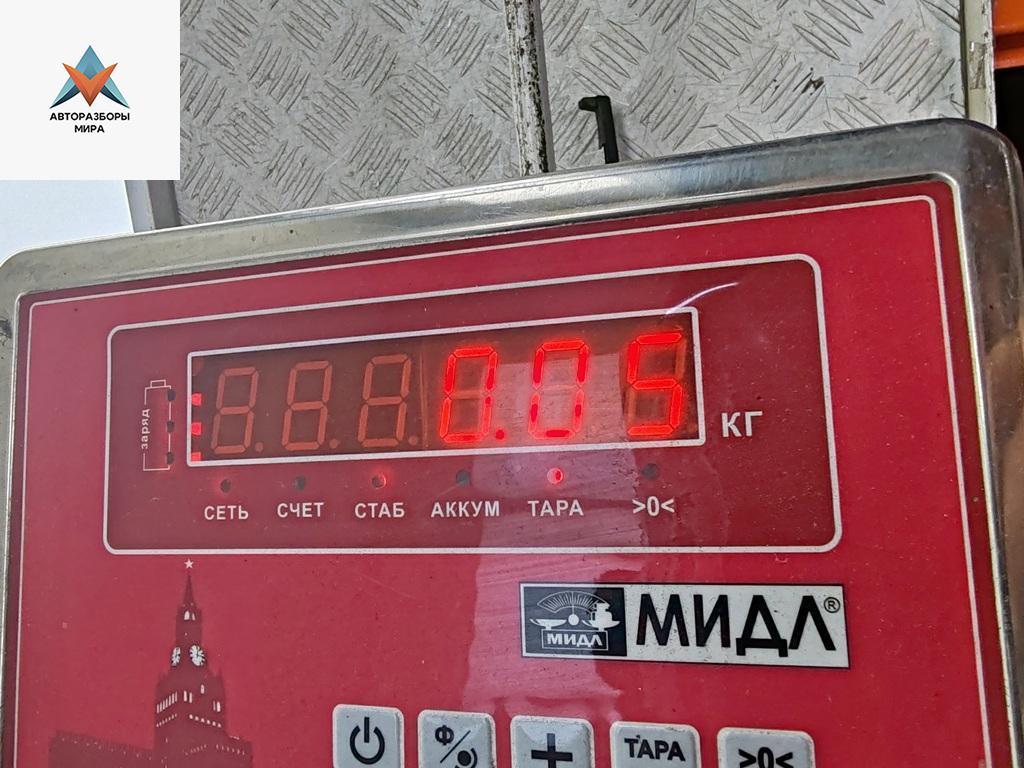 АВТОРАЗБОРЫ
МИРА
заряд
0.05
КГ
СЕТЬ СЧЕТ СТАБ АККУМ ТАРА >0<
МИДЛ МИДЛ®
Ф/ + ТАРА >0<